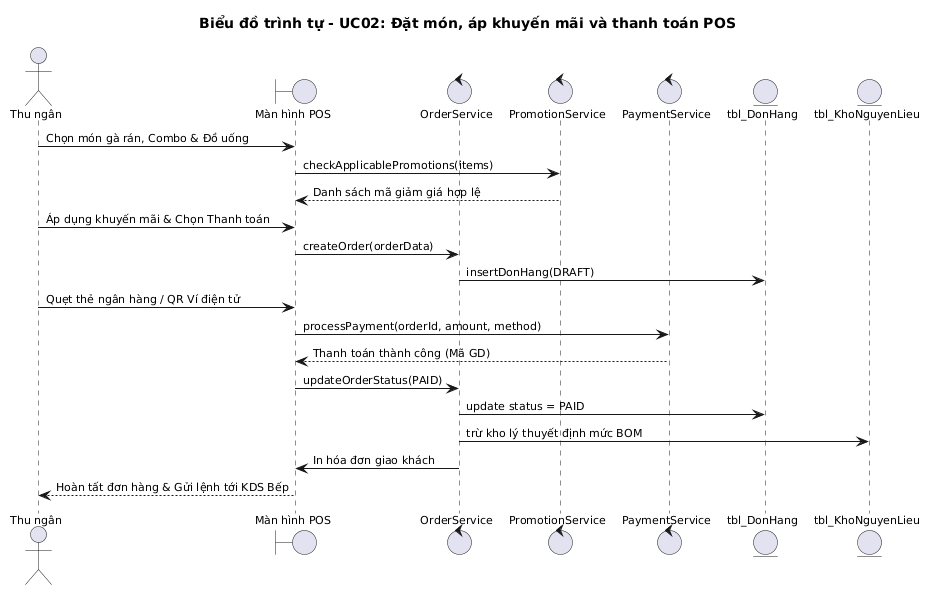 Biểu đồ trình tự - UC02: Đặt món, áp khuyến mãi và thanh toán POS
Thu ngân
Màn hình POS
OrderService
PromotionService
PaymentService
tbl_DonHang
tbl_KhoNguyenLieu
Chọn món gà rán, Combo & Đồ uống
checkApplicablePromotions(items)
Danh sách mã giảm giá hợp lệ
Áp dụng khuyến mãi & Chọn Thanh toán
createOrder(orderData)
insertDonHang(DRAFT)
Quẹt thẻ ngân hàng / QR Ví điện tử
processPayment(orderId, amount, method)
Thanh toán thành công (Mã GD)
updateOrderStatus(PAID)
update status = PAID
trừ kho lý thuyết định mức BOM
In hóa đơn giao khách
Hoàn tất đơn hàng & Gửi lệnh tới KDS Bếp
Thu ngân
Màn hình POS
OrderService
PromotionService
PaymentService
tbl_DonHang
tbl_KhoNguyenLieu